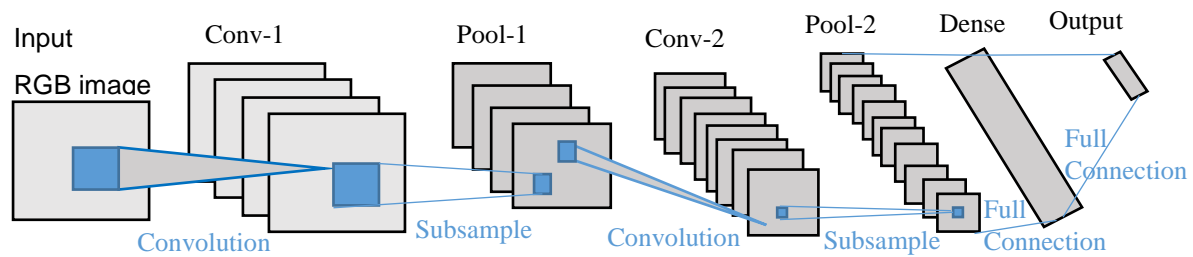 Input
RGB image
Conv-1
Pool-1
Conv-2
Pool-2
Dense
Output
Convolution
Subsample
Convolution
Subsample
Full
Connection
Full
Connection